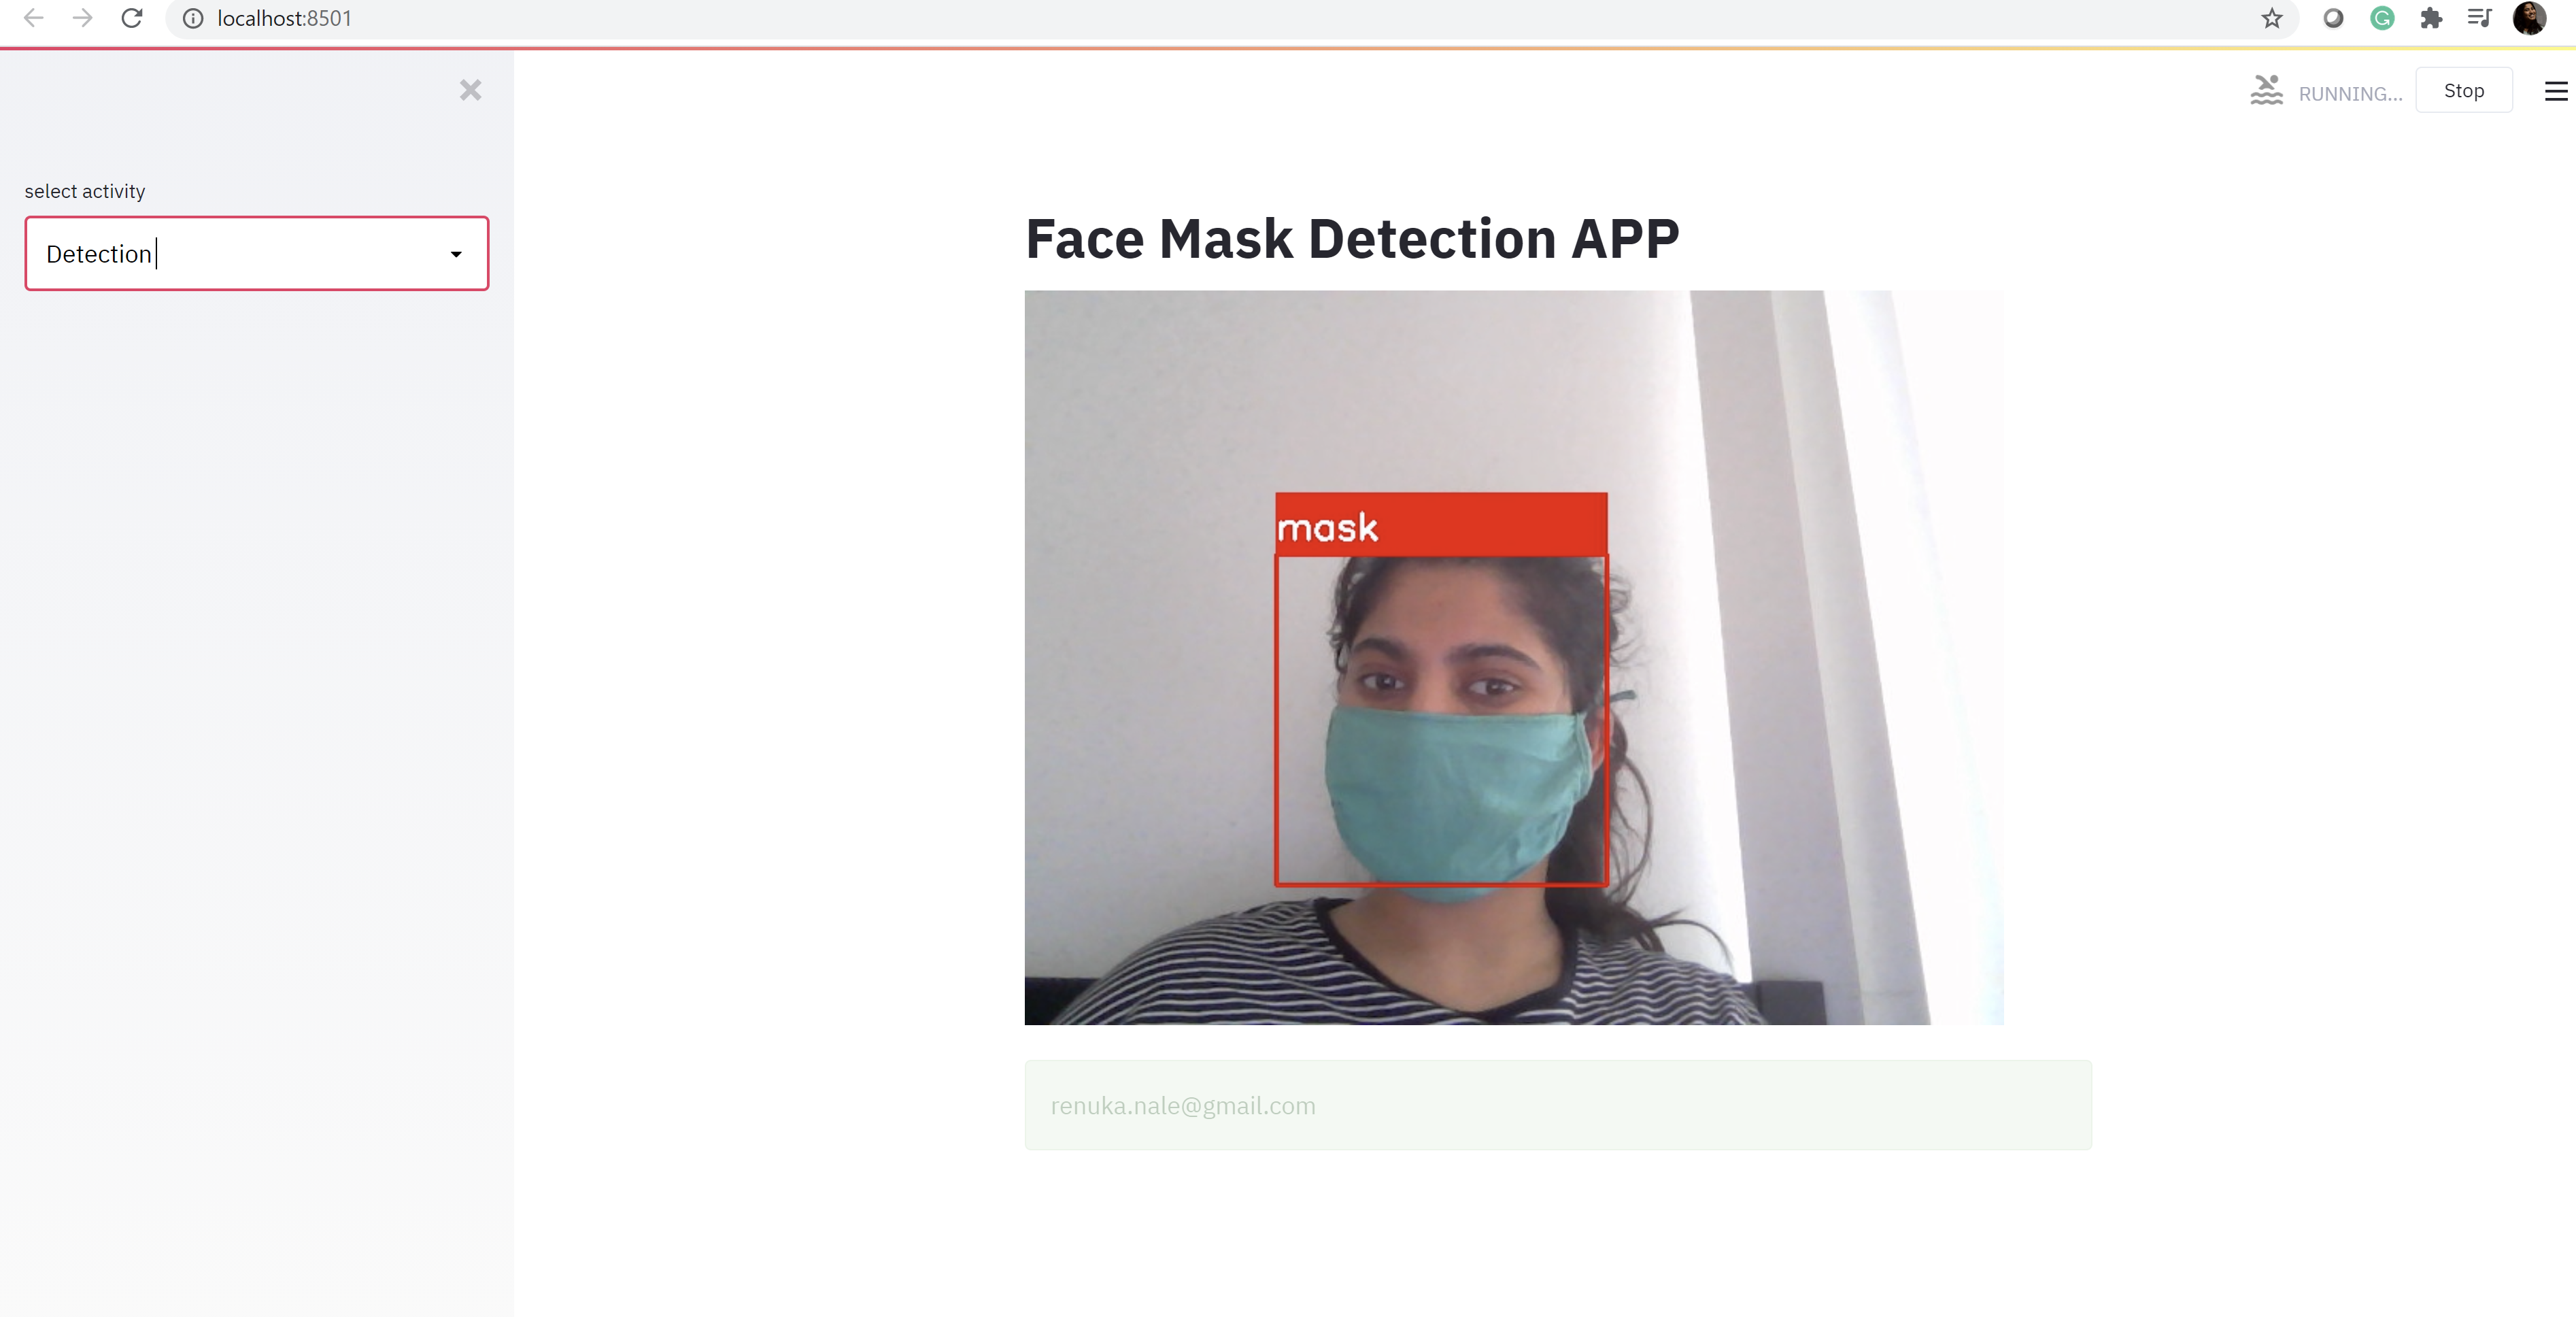 localhost:8501
RUNNING...
Stop
select activity
Detection
Face Mask Detection APP
mask
renuka.nale@gmail.com